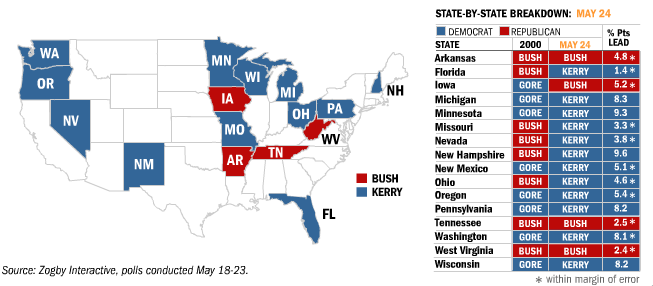 STATE-BY-STATE BREAKDOWN: MAY 24
DEMOCRAT REPUBLICAN
% Pts
LEAD
STATE 2000 MAY 24
Arkansas BUSH BUSH 4.8 *
Florida BUSH KERRY 1.4 *
Iowa GORE BUSH 5.2 *
Michigan GORE KERRY 8.3
Minnesota GORE KERRY 9.3
Missouri BUSH KERRY 3.3 *
Nevada BUSH KERRY 3.8 *
New Hampshire BUSH KERRY 9.6
New Mexico GORE KERRY 5.1 *
Ohio BUSH KERRY 4.6 *
Oregon GORE KERRY 5.4 *
Pennsylvania GORE KERRY 8.2
Tennessee BUSH BUSH 2.5 *
Washington GORE KERRY 8.1 *
West Virginia BUSH BUSH 2.4 *
Wisconsin GORE KERRY 8.2
* within margin of error
WA
OR
NV
NM
MN
WI
MI
IA
MO
AR
TN
OH
PA
WV
NH
FL
BUSH
KERRY
Source: Zogby Interactive, polls conducted May 18-23.